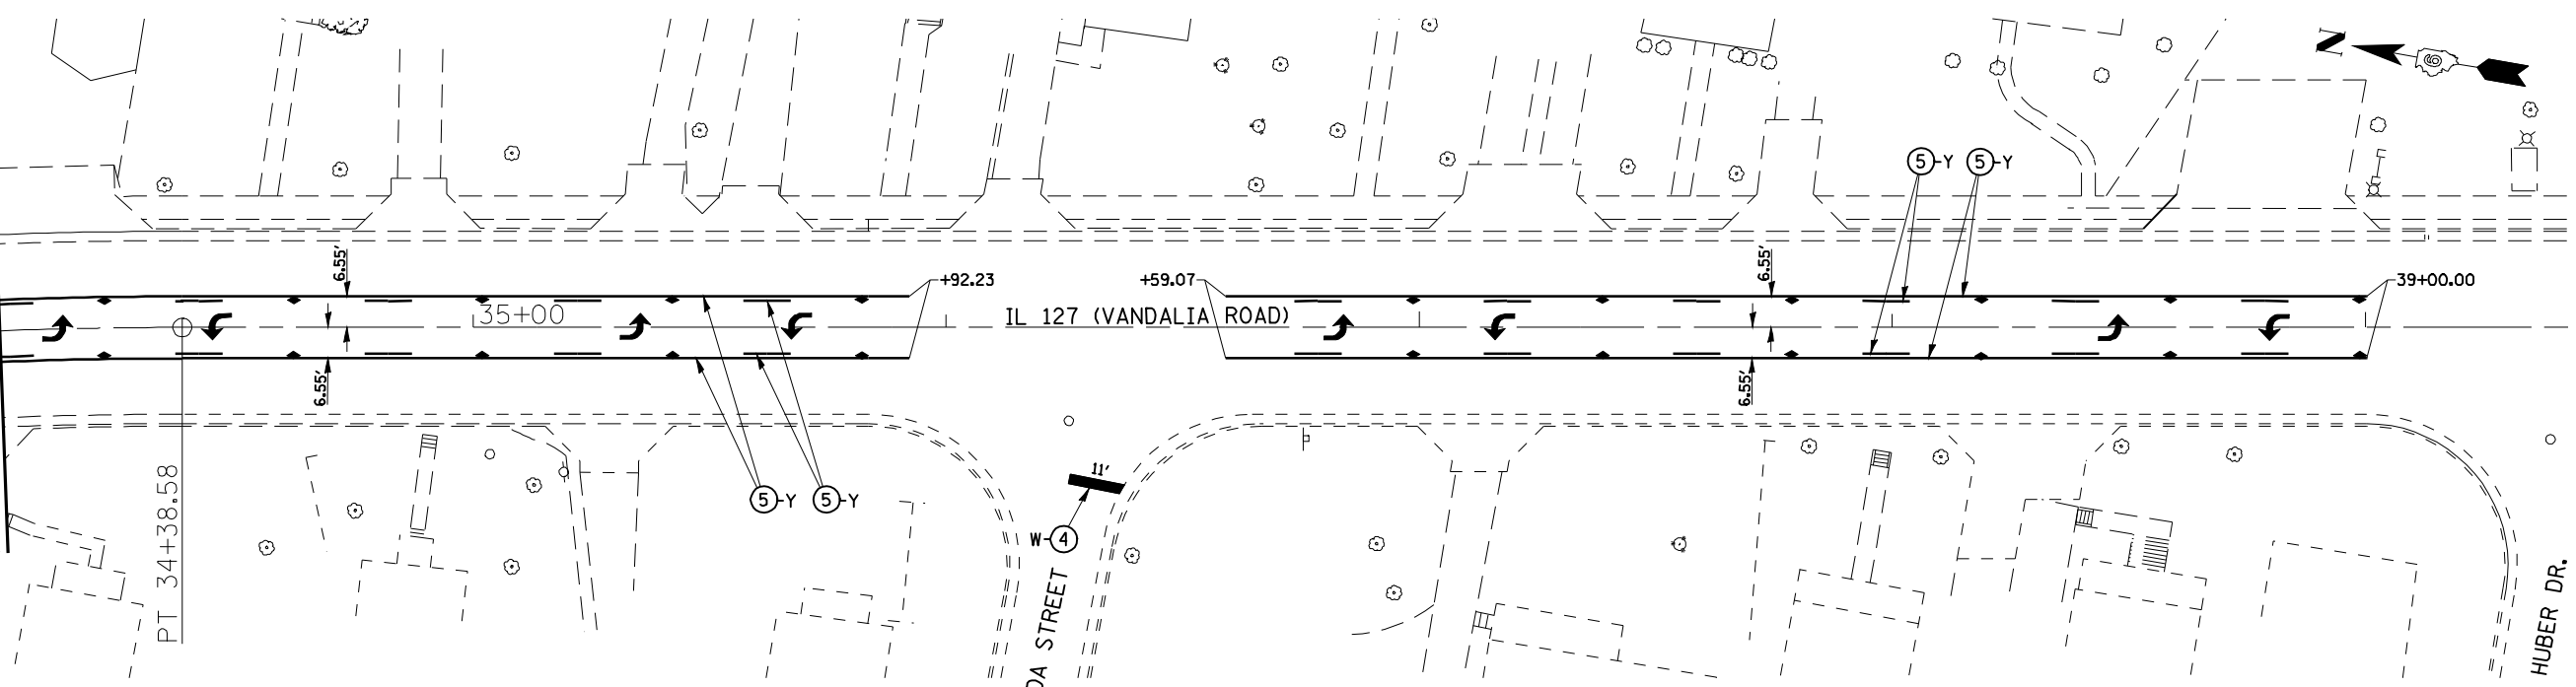 N
5-Y 5-Y
6.55' 6.55'
+92.23 +59.07 39+00.00
35+00 IL 127 (VANDALIA ROAD)
6.55' 6.55'
11'
5-Y 5-Y
W-4
PT 34+38.58
DA STREET
HUBER DR.